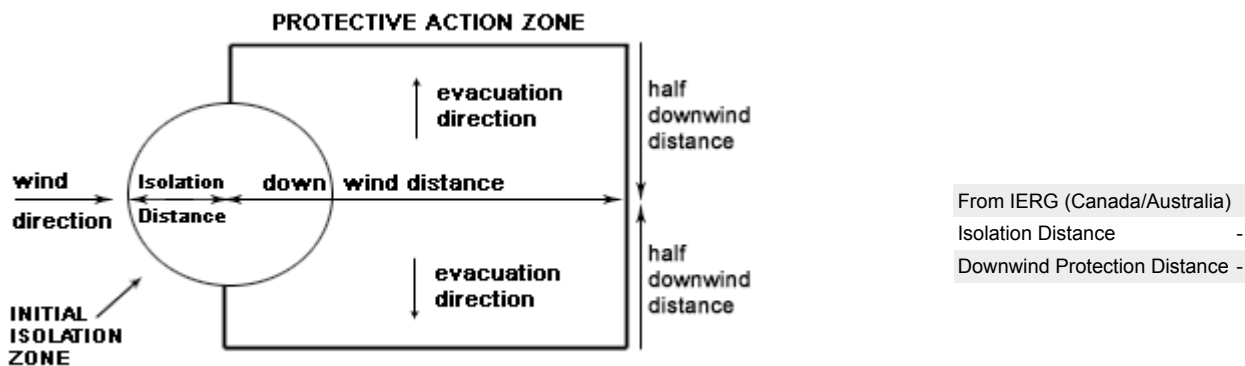 PROTECTIVE ACTION ZONE
evacuation
direction
half
downwind
distance
wind
direction
Isolation
Distance
down wind distance
evacuation
direction
half
downwind
distance
INITIAL
ISOLATION
ZONE
From IERG (Canada/Australia)
Isolation Distance -
Downwind Protection Distance -